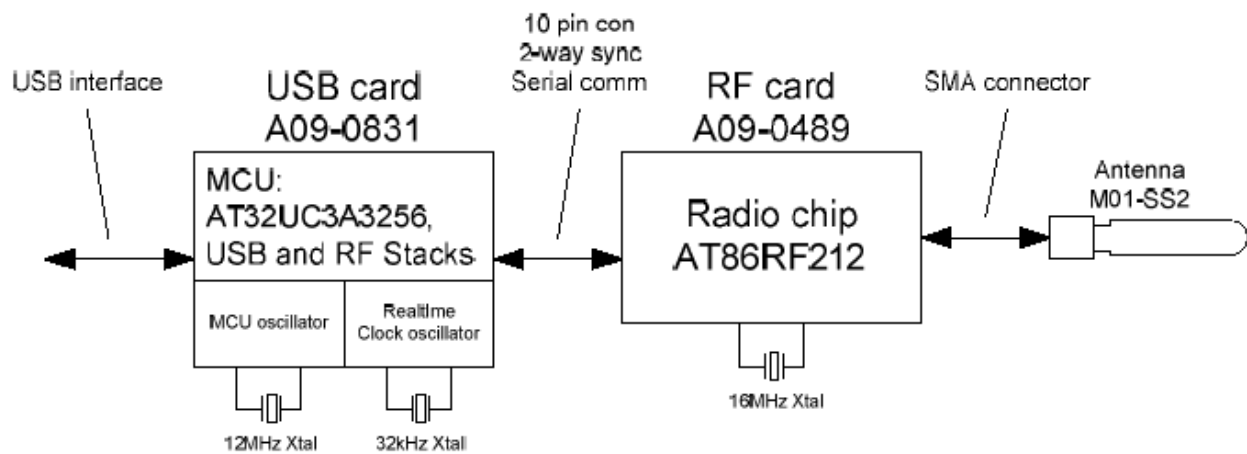 USB interface
USB card
A09-0831
10 pin con
2-way sync
Serial comm
RF card
A09-0489
SMA connector
Antenna
M01-SS2
MCU:
AT32UC3A3256,
USB and RF Stacks
Radio chip
AT86RF212
MCU oscillator
Realtime
Clock oscillator
12MHz Xtal
32kHz Xtal
16MHz Xtal